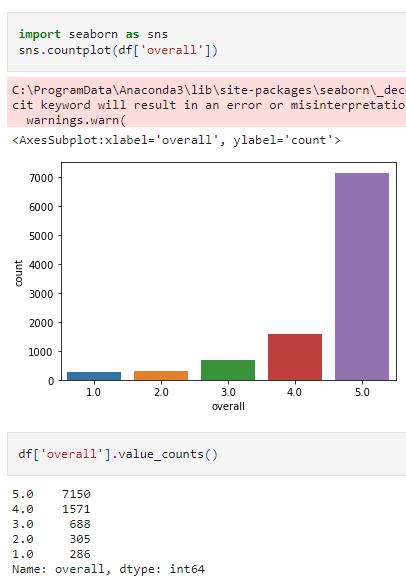 import seaborn as sns
sns.countplot(df['overall'])
C:\ProgramData\Anaconda3\lib\site-packages\seaborn\_dec
cit keyword will result in an error or misinterpretatio
warnings.warn(
<AxesSubplot:xlabel='overall', ylabel='count'>
7000
6000
5000
4000
3000
2000
1000
0
count
1.0 2.0 3.0 4.0 5.0
overall
df['overall'].value_counts()
5.0 7150
4.0 1571
3.0 688
2.0 305
1.0 286
Name: overall, dtype: int64